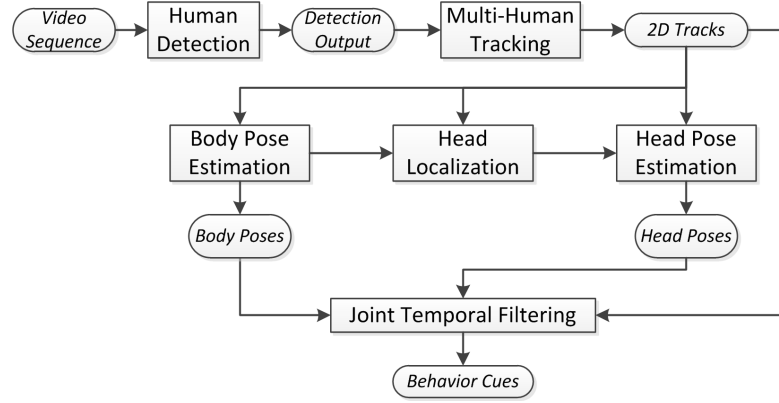 Video
Sequence
Human
Detection
Detection
Output
Multi-Human
Tracking
2D Tracks
Body Pose
Estimation
Head
Localization
Head Pose
Estimation
Body Poses
Head Poses
Joint Temporal Filtering
Behavior Cues